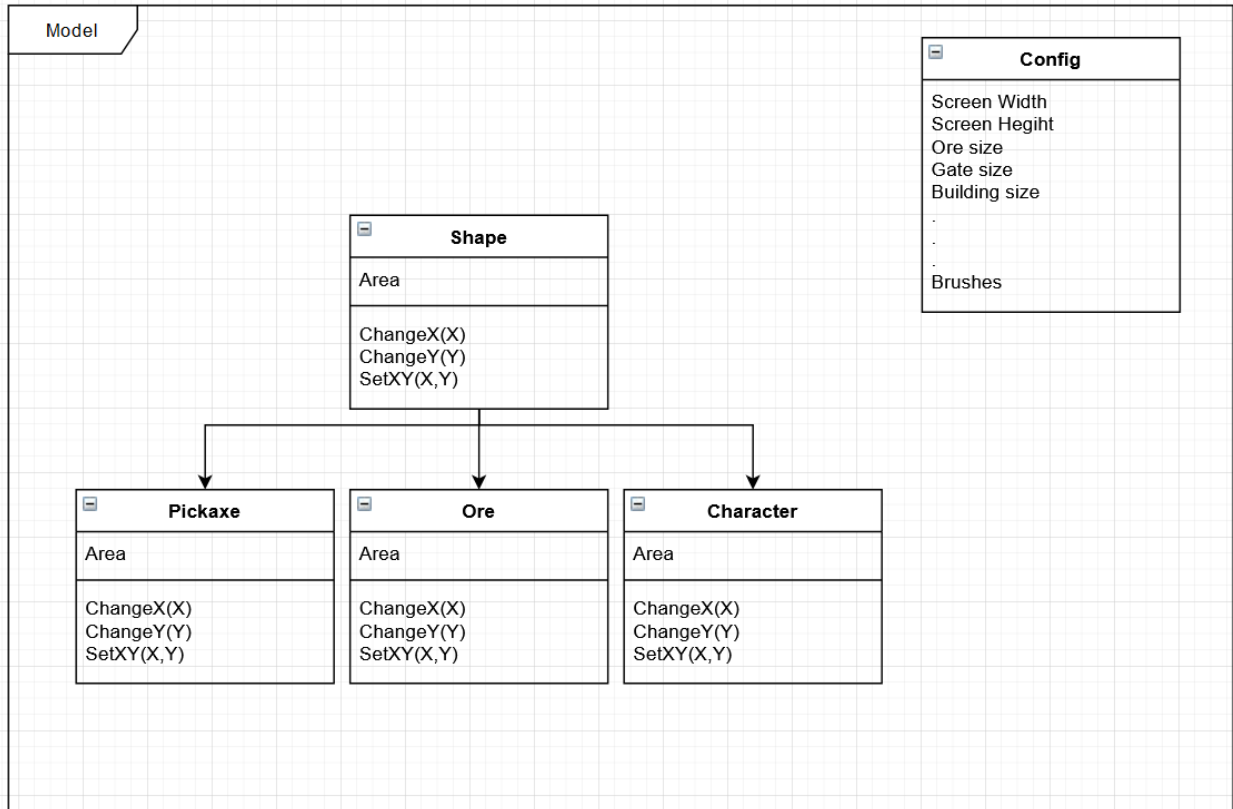 Model
Config
Screen Width
Screen Hegiht
Ore size
Gate size
Building size
.
.
.
Brushes
Shape
Area
ChangeX(X)
ChangeY(Y)
SetXY(X,Y)
Pickaxe
Area
ChangeX(X)
ChangeY(Y)
SetXY(X,Y)
Ore
Area
ChangeX(X)
ChangeY(Y)
SetXY(X,Y)
Character
Area
ChangeX(X)
ChangeY(Y)
SetXY(X,Y)